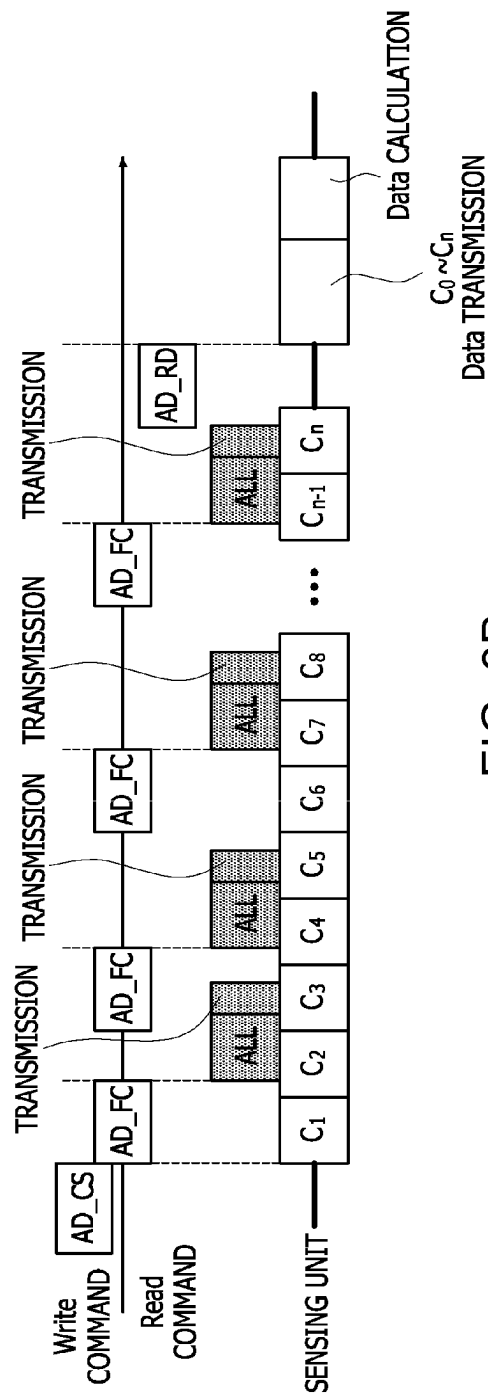 TRANSMISSION
TRANSMISSION
TRANSMISSION
TRANSMISSION
Write
COMMAND
AD_CS
AD_FC
AD_FC
AD_FC
AD_FC
Read
COMMAND
AD_RD
ALL
ALL
ALL
ALL
SENSING UNIT
C1
C2
C3
C4
C5
C6
C7
C8
...
Cn-1
Cn
C0 ~Cn
Data TRANSMISSION
Data CALCULATION
FIG.